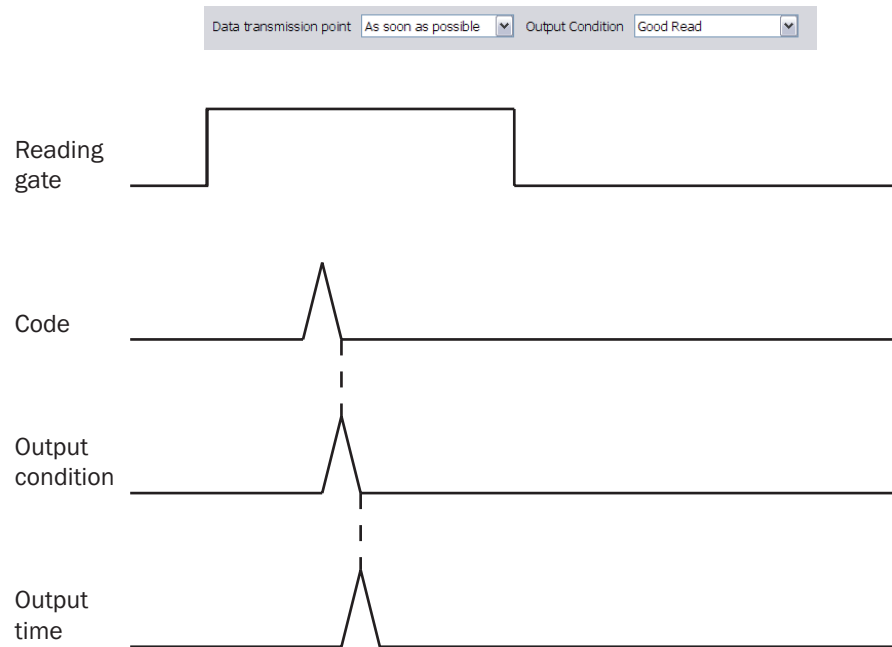 Data transmission point As soon as possible Output Condition Good Read
Reading
gate
Code
Output
condition
Output
time